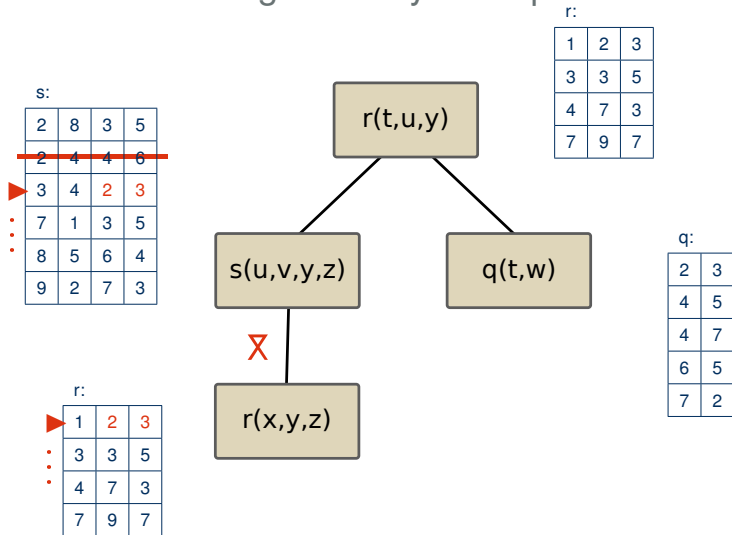 r:
1 2 3
3 3 5
4 7 3
7 9 7
s:
2 8 3 5
2 4 4 6
3 4 2 3
7 1 3 5
8 5 6 4
9 2 7 3
r(t,u,y)
s(u,v,y,z)
q(t,w)
q:
2 3
4 5
4 7
6 5
7 2
r(x,y,z)
r:
1 2 3
3 3 5
4 7 3
7 9 7